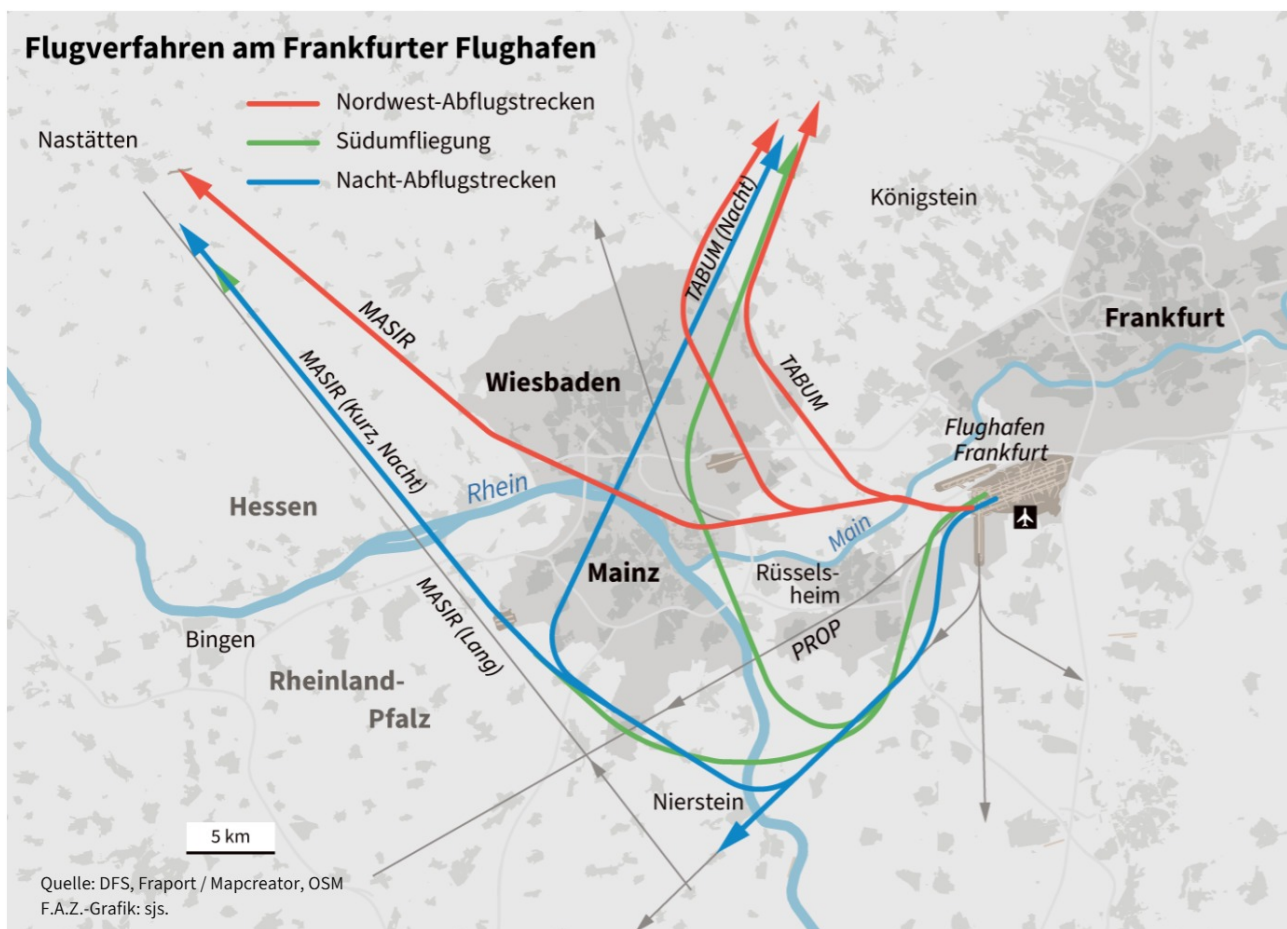 Flugverfahren am Frankfurter Flughafen
Nordwest-Abflugstrecken
Südumfliegung
Nacht-Abflugstrecken
Nastätten
Königstein
TABUM (Nacht)
MASIR
Frankfurt
MASIR (Kurz, Nacht)
Wiesbaden
TABUM
Flughafen
Frankfurt
Rhein
Hessen
Main
Mainz
Rüssels-
heim
MASIR (Lang)
PROP
Bingen
Rheinland-
Pfalz
Nierstein
5 km
Quelle: DFS, Fraport / Mapcreator, OSM
F.A.Z.-Grafik: sjs.